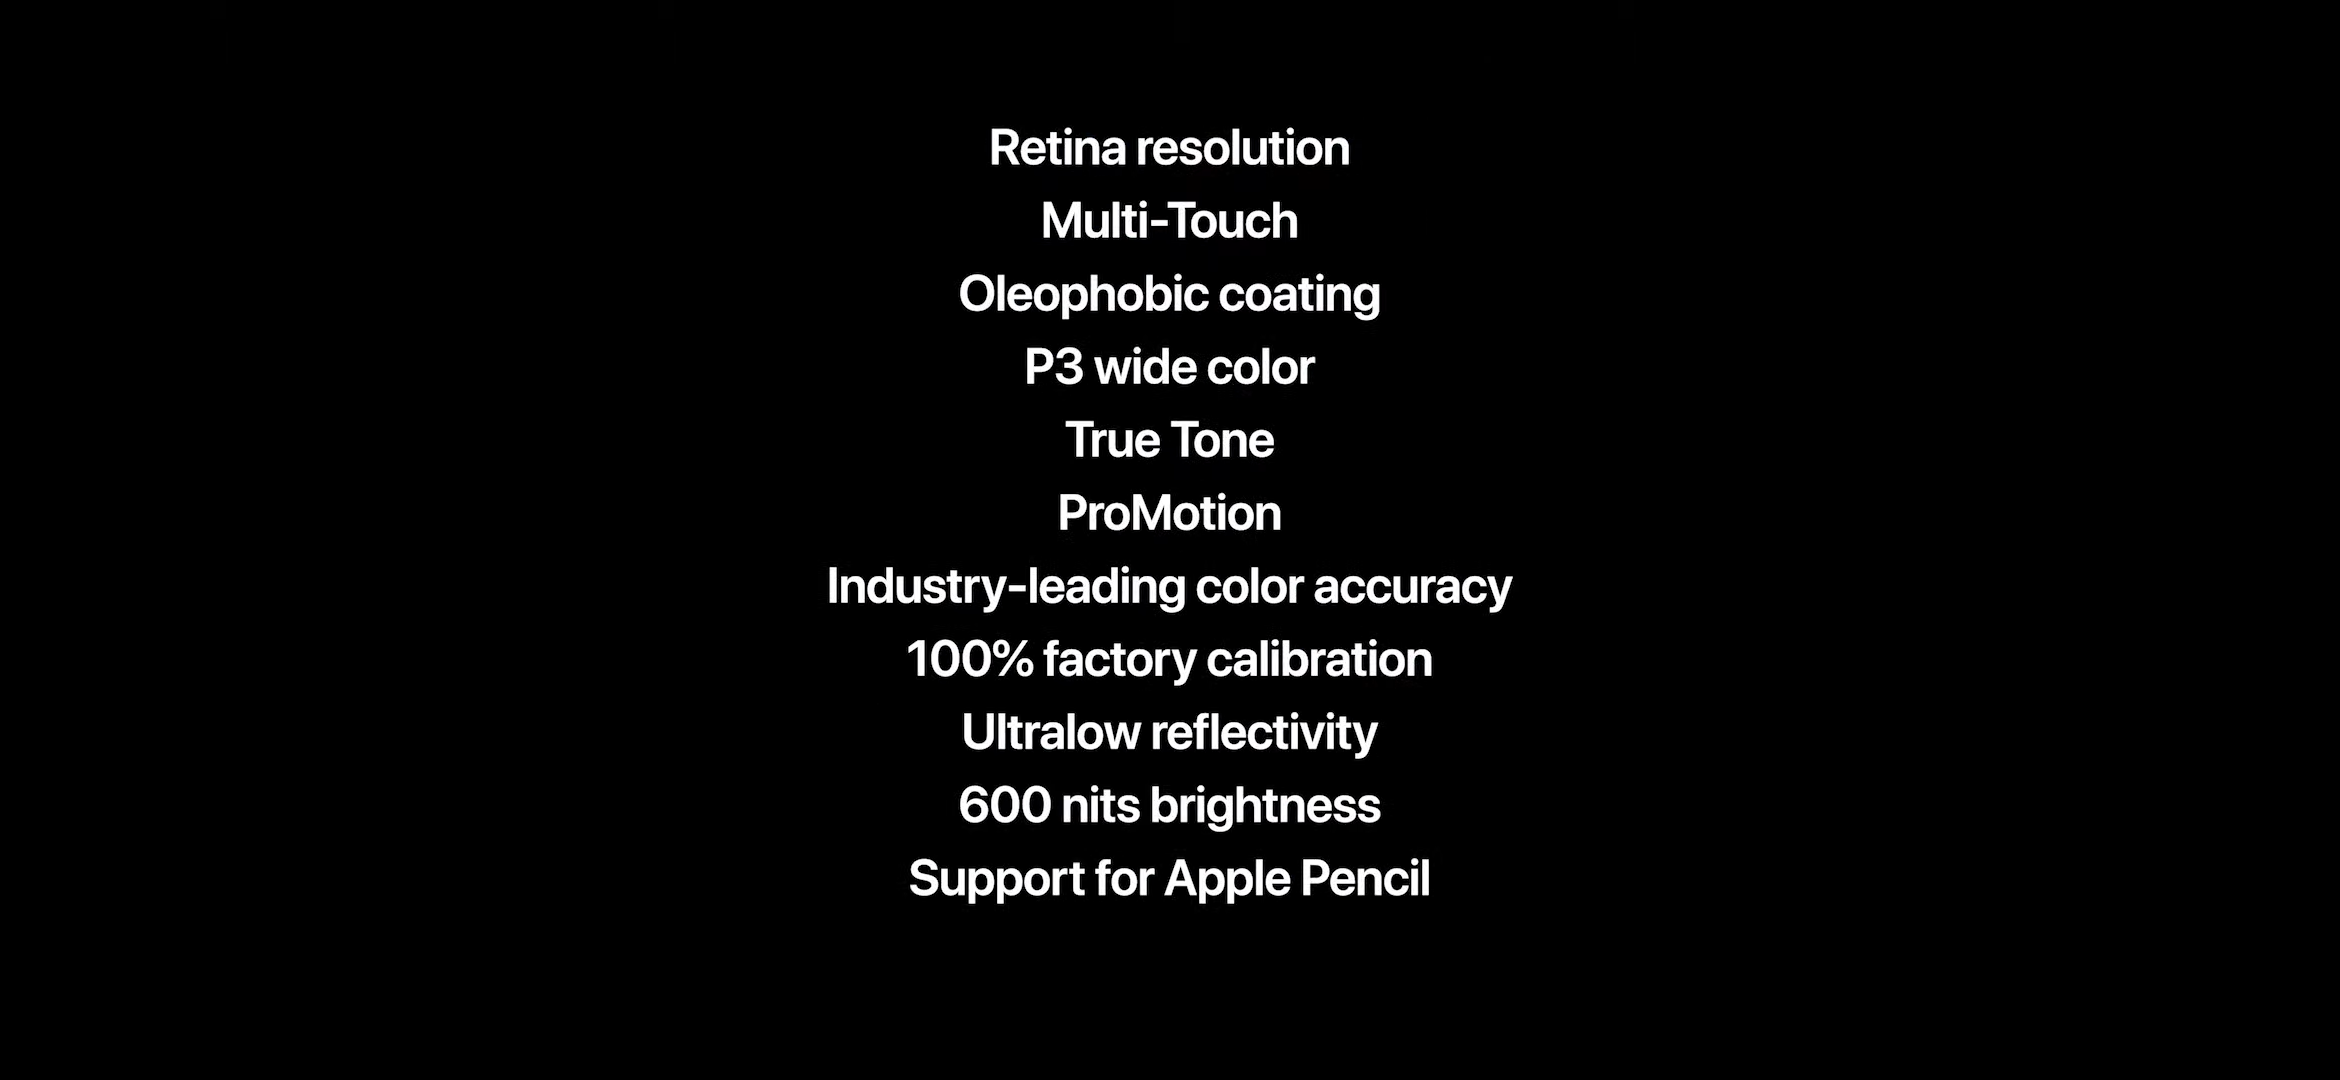 Retina resolution
Multi-Touch
Oleophobic coating
P3 wide color
True Tone
ProMotion
Industry-leading color accuracy
100% factory calibration
Ultralow reflectivity
600 nits brightness
Support for Apple Pencil